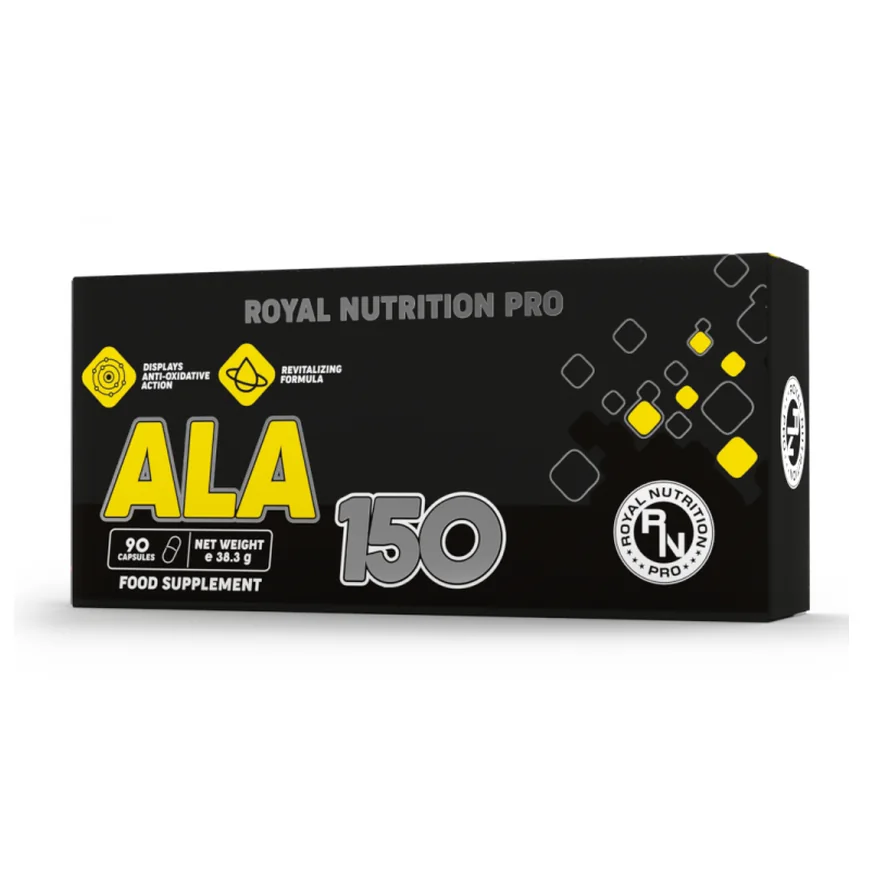 ROYAL NUTRITION PRO
DISPLAYS
ANTI-OXIDATIVE
ACTION
REVITALIZING
FORMULA
ALA
150
90
CAPSULES
NET WEIGHT
e 38.3 g
FOOD SUPPLEMENT
ROYAL NUTRITION
RN
PRO